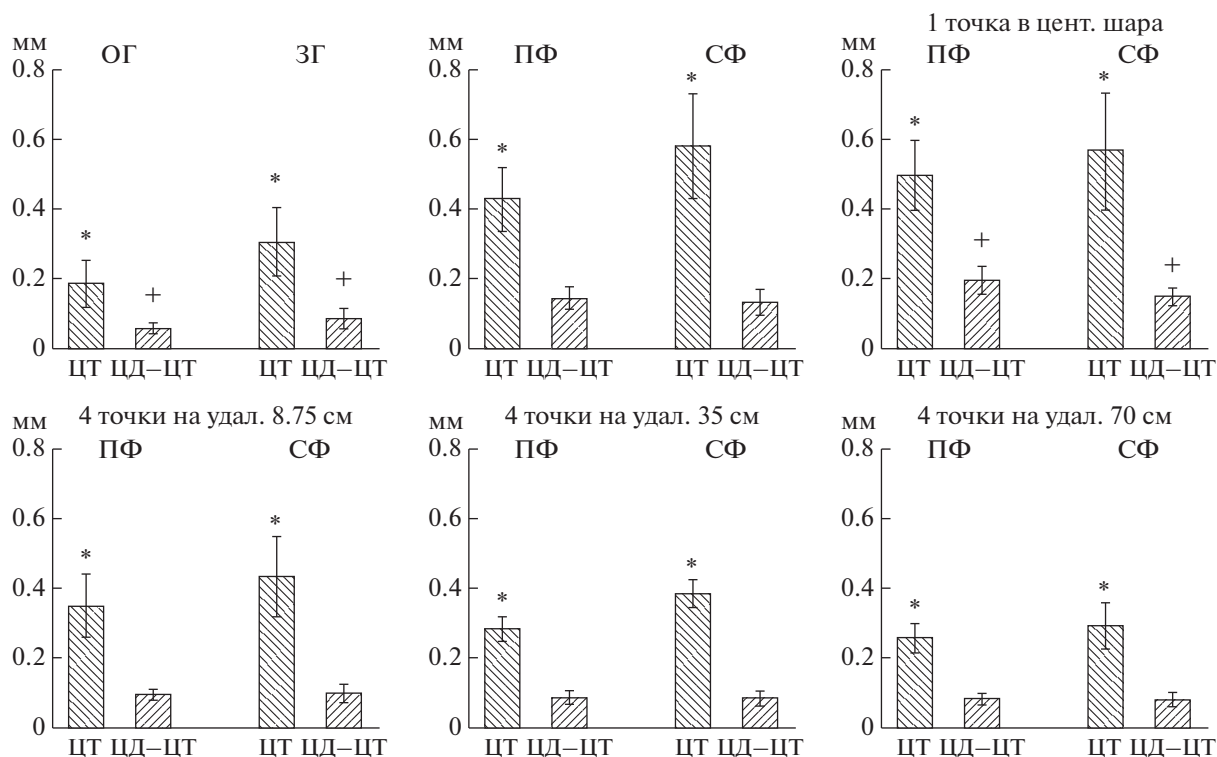 1 точка в цент. шара
мм ОГ ЗГ ПФ СФ мм ПФ СФ
0.8 0.8 0.8
* * *
0.6 * 0.6 * 0.6
*
0.4 0.4 0.4
* + +
0.2 + + 0.2 0.2
0 0 0
ЦТ ЦД–ЦТ ЦТ ЦД–ЦТ ЦТ ЦД–ЦТ ЦТ ЦД–ЦТ ЦТ ЦД–ЦТ ЦТ ЦД–ЦТ
мм 4 точки на удал. 8.75 см мм 4 точки на удал. 35 см мм 4 точки на удал. 70 см
ПФ СФ ПФ СФ ПФ СФ
0.8 0.8 0.8
0.6 * 0.6 0.6
* * *
0.4 0.4 * 0.4 *
0.2 0.2 0.2
0 0 0
ЦТ ЦД–ЦТ ЦТ ЦД–ЦТ ЦТ ЦД–ЦТ ЦТ ЦД–ЦТ ЦТ ЦД–ЦТ ЦТ ЦД–ЦТ